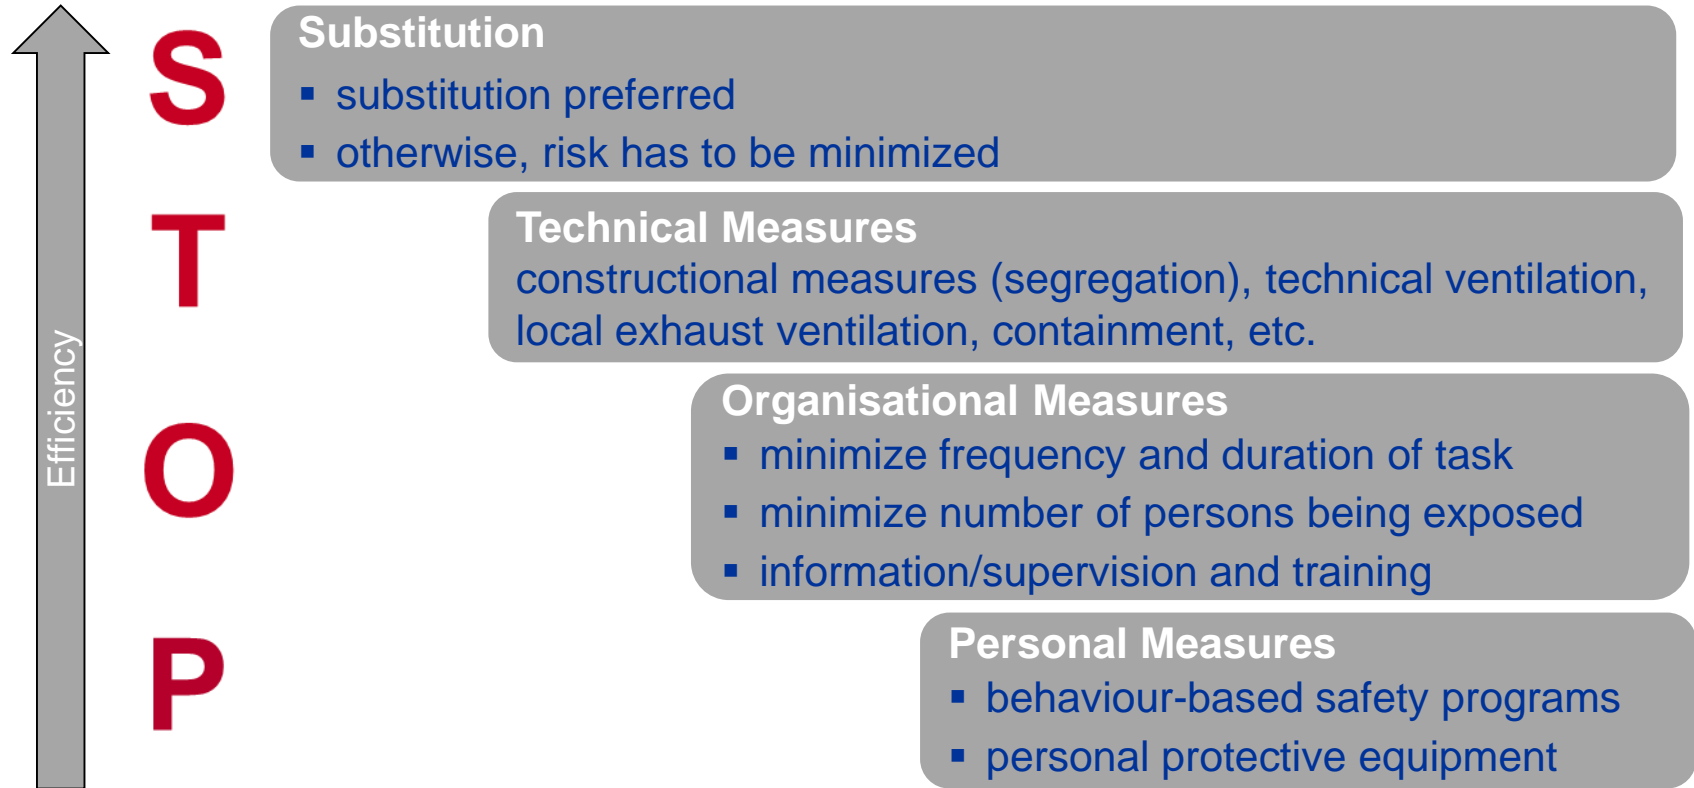 Efficiency
S
Substitution
▪ substitution preferred
▪ otherwise, risk has to be minimized
T
Technical Measures
constructional measures (segregation), technical ventilation,
local exhaust ventilation, containment, etc.
O
Organisational Measures
▪ minimize frequency and duration of task
▪ minimize number of persons being exposed
▪ information/supervision and training
P
Personal Measures
▪ behaviour-based safety programs
▪ personal protective equipment